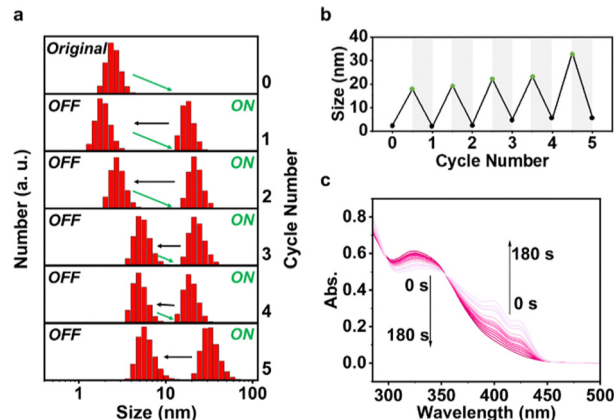 a
Original
0
OFF
ON
1
OFF
ON
2
OFF
ON
3
OFF
ON
4
OFF
ON
5
Number (a. u.)
Cycle Number
1
10
100
Size (nm)
b
40
30
20
10
0
Size (nm)
0
1
2
3
4
5
Cycle Number
c
0.8
0.6
0.4
0.2
0.0
Abs.
0 s
180 s
180 s
0 s
300
350
400
450
500
Wavelength (nm)